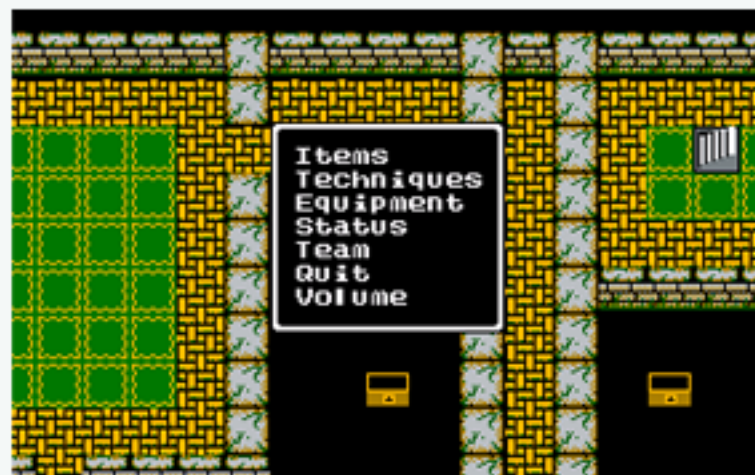 Items
Techniques
Equipment
Status
Team
Quit
Volume